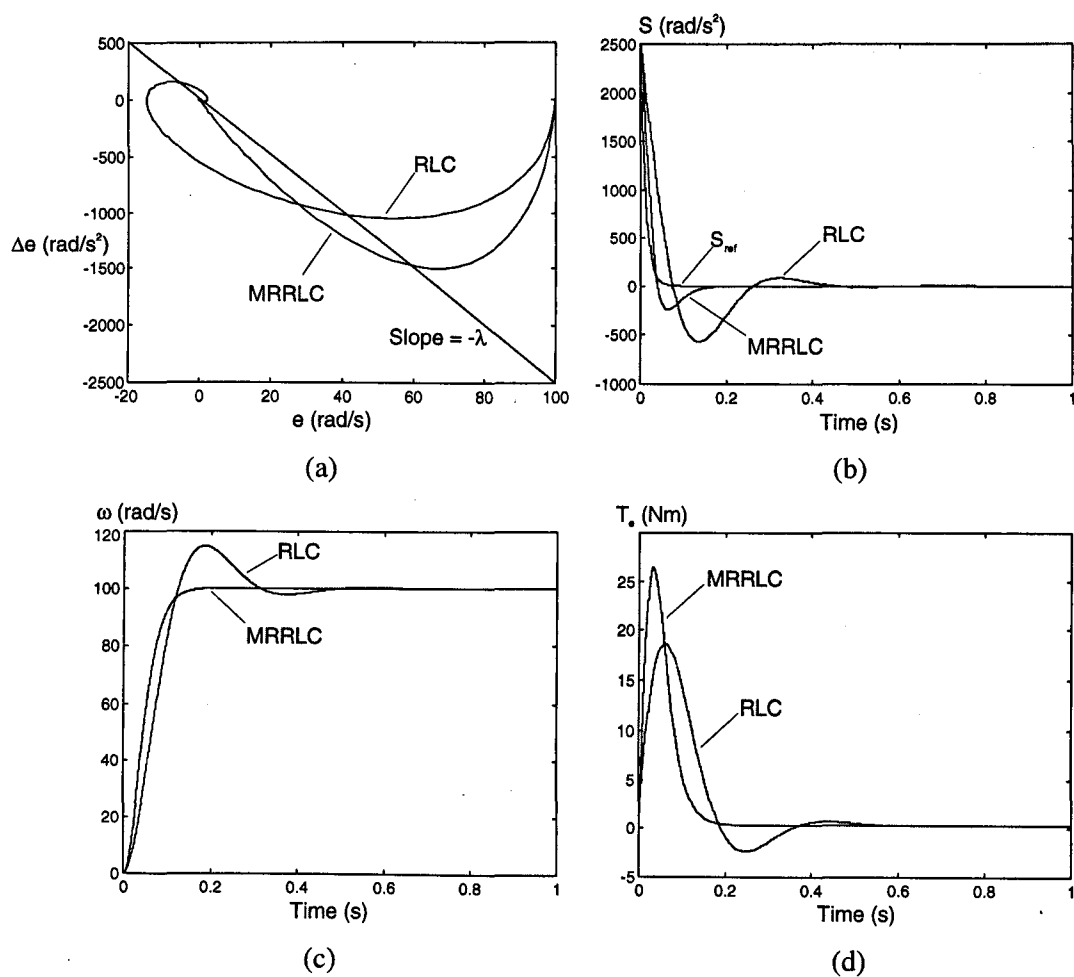 500
0
-500
-1000
Δe (rad/s²)
-1500
-2000
-2500
-20 0 20 40 60 80 100
e (rad/s)
RLC
MRRLC
Slope = -λ
(a)
S (rad/s²)
2500
2000
1500
1000
500
0
-500
-1000
0 0.2 0.4 0.6 0.8 1
Time (s)
S_ref
RLC
MRRLC
(b)
ω (rad/s)
120
100
80
60
40
20
0
0 0.2 0.4 0.6 0.8 1
Time (s)
RLC
MRRLC
(c)
Tₑ (Nm)
25
20
15
10
5
0
-5
0 0.2 0.4 0.6 0.8 1
Time (s)
MRRLC
RLC
(d)